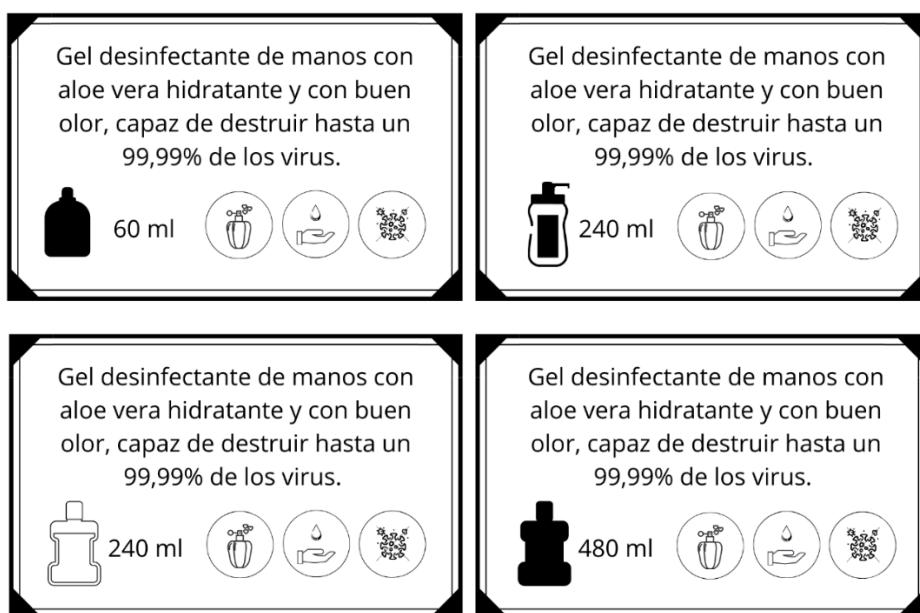 Gel desinfectante de manos con
aloe vera hidratante y con buen
olor, capaz de destruir hasta un
99,99% de los virus.
60 ml
Gel desinfectante de manos con
aloe vera hidratante y con buen
olor, capaz de destruir hasta un
99,99% de los virus.
240 ml
Gel desinfectante de manos con
aloe vera hidratante y con buen
olor, capaz de destruir hasta un
99,99% de los virus.
240 ml
Gel desinfectante de manos con
aloe vera hidratante y con buen
olor, capaz de destruir hasta un
99,99% de los virus.
480 ml